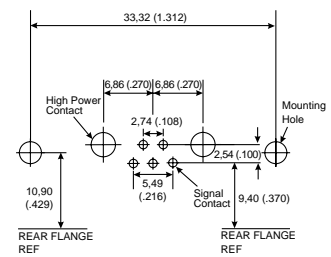 33,32 (1.312)
6,86 (.270)
6,86 (.270)
High Power
Contact
2,74 (.108)
Mounting
Hole
2,54 (.100)
10,90
(.429)
5,49
(.216)
Signal
Contact
9,40 (.370)
REAR FLANGE
REF
REAR FLANGE
REF